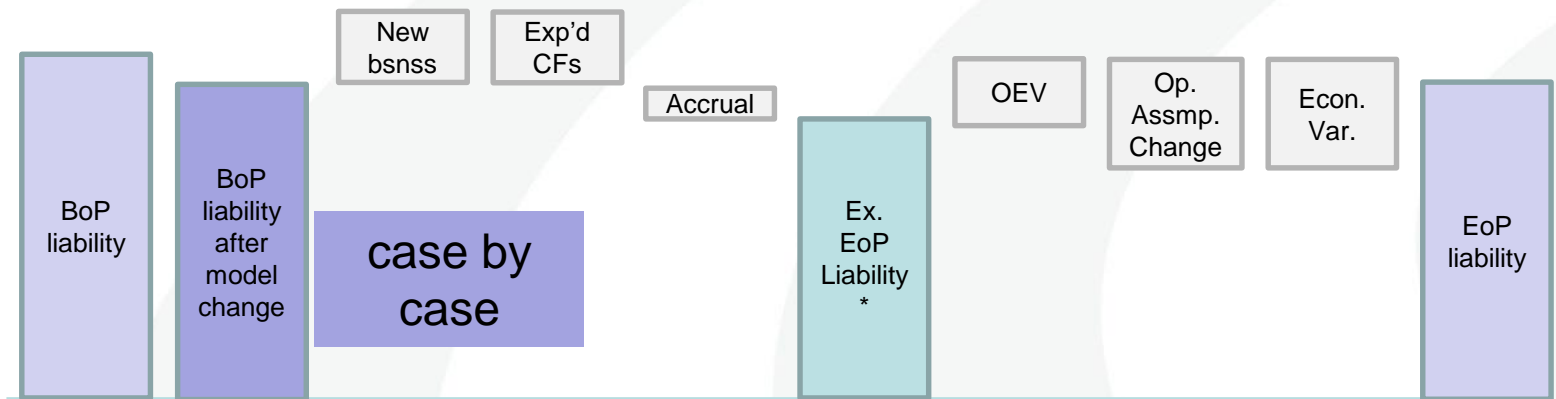 BoP
liability
BoP
liability
after
model
change
New
bsnss
Exp’d
CFs
case by
case
Accrual
Ex.
EoP
Liability
*
OEV
Op.
Assmp.
Change
Econ.
Var.
EoP
liability